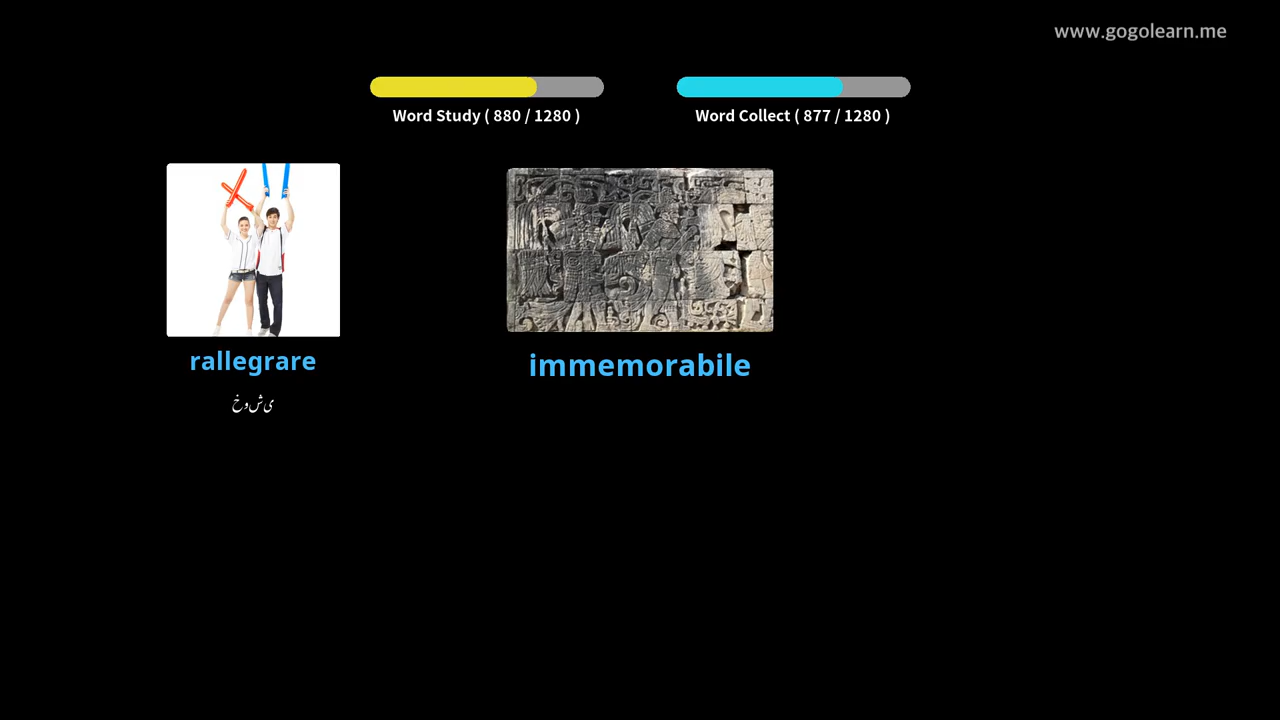 www.gogolearn.me
Word Study ( 880 / 1280 )
Word Collect ( 877 / 1280 )
rallegrare
خوشی
immemorabile